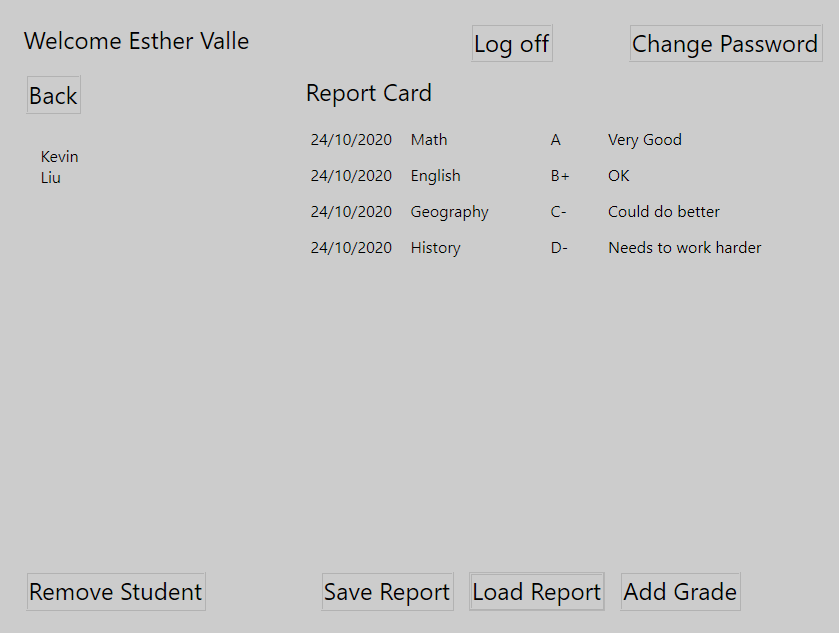 Welcome Esther Valle
Log off
Change Password
Back
Report Card
Kevin
Liu
24/10/2020 Math A Very Good
24/10/2020 English B+ OK
24/10/2020 Geography C- Could do better
24/10/2020 History D- Needs to work harder
Remove Student
Save Report
Load Report
Add Grade